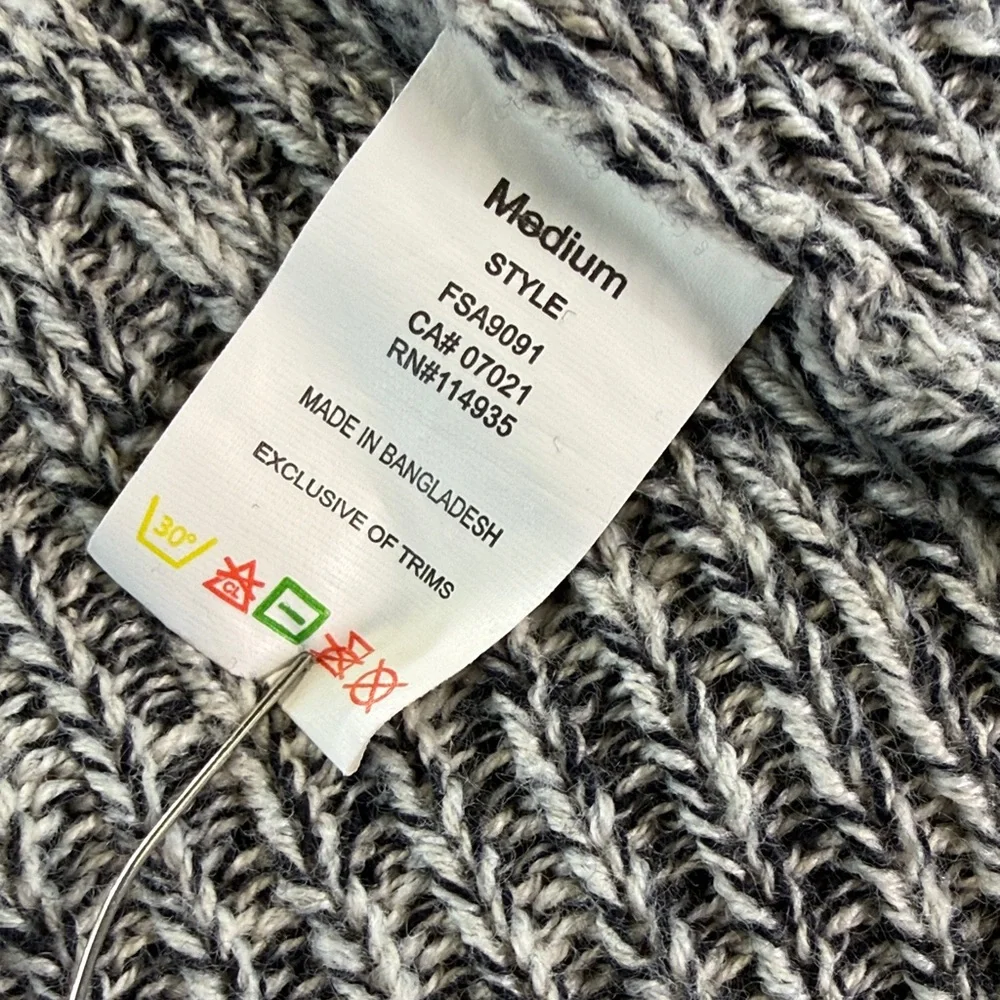 Medium
STYLE
FSA9091
CA# 07021
RN#114935
MADE IN BANGLADESH
EXCLUSIVE OF TRIMS
30°
CL